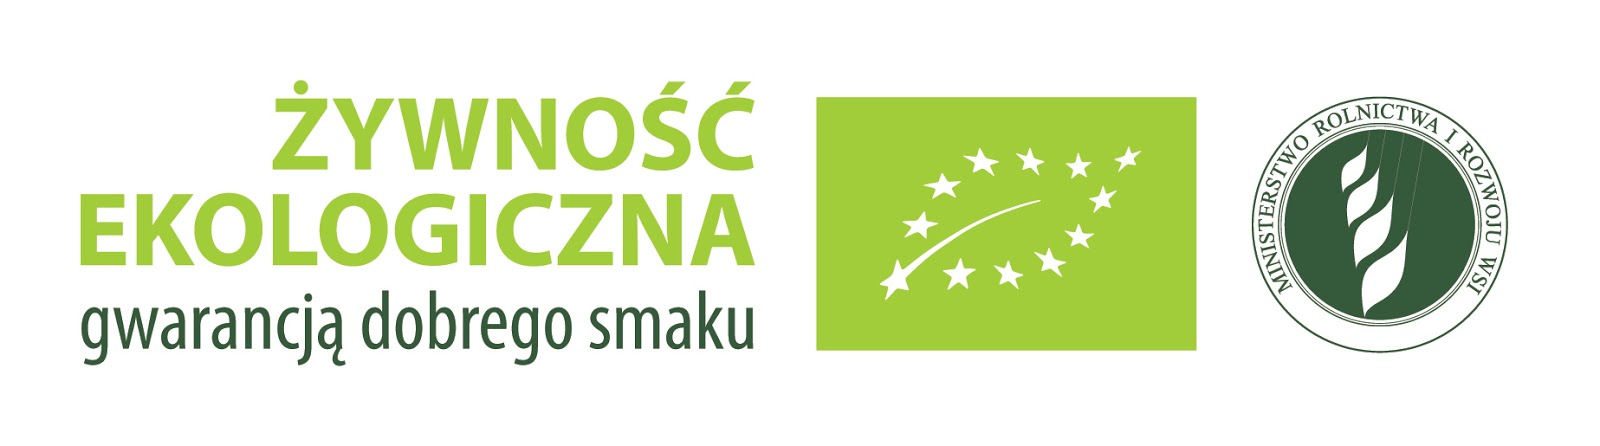 ŻYWNOŚĆ
EKOLOGICZNA
gwarancją dobrego smaku
MINISTERSTWO ROLNICTWA I ROZWOJU WSI